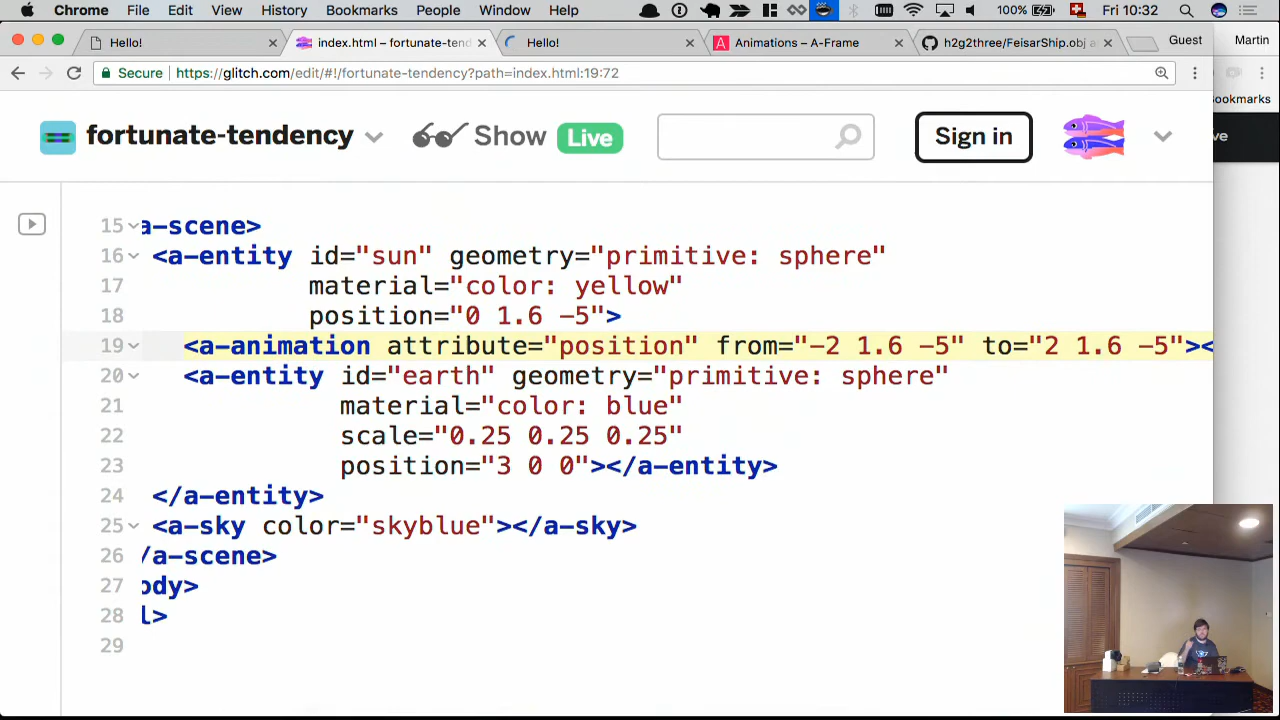 Chrome File Edit View History Bookmarks People Window Help 100% Fri 10:32
Hello! index.html – fortunate-tend Hello! Animations – A-Frame h2g2three/FeisarShip.obj a Guest Martin
Secure https://glitch.com/edit/#!/fortunate-tendency?path=index.html:19:72
ookmarks
fortunate-tendency Show Live Sign in ve
15 a-scene>
16 <a-entity id="sun" geometry="primitive: sphere"
17 material="color: yellow"
18 position="0 1.6 -5">
19 <a-animation attribute="position" from="-2 1.6 -5" to="2 1.6 -5"><
20 <a-entity id="earth" geometry="primitive: sphere"
21 material="color: blue"
22 scale="0.25 0.25 0.25"
23 position="3 0 0"></a-entity>
24 </a-entity>
25 <a-sky color="skyblue"></a-sky>
26 /a-scene>
27 ody>
28 l>
29